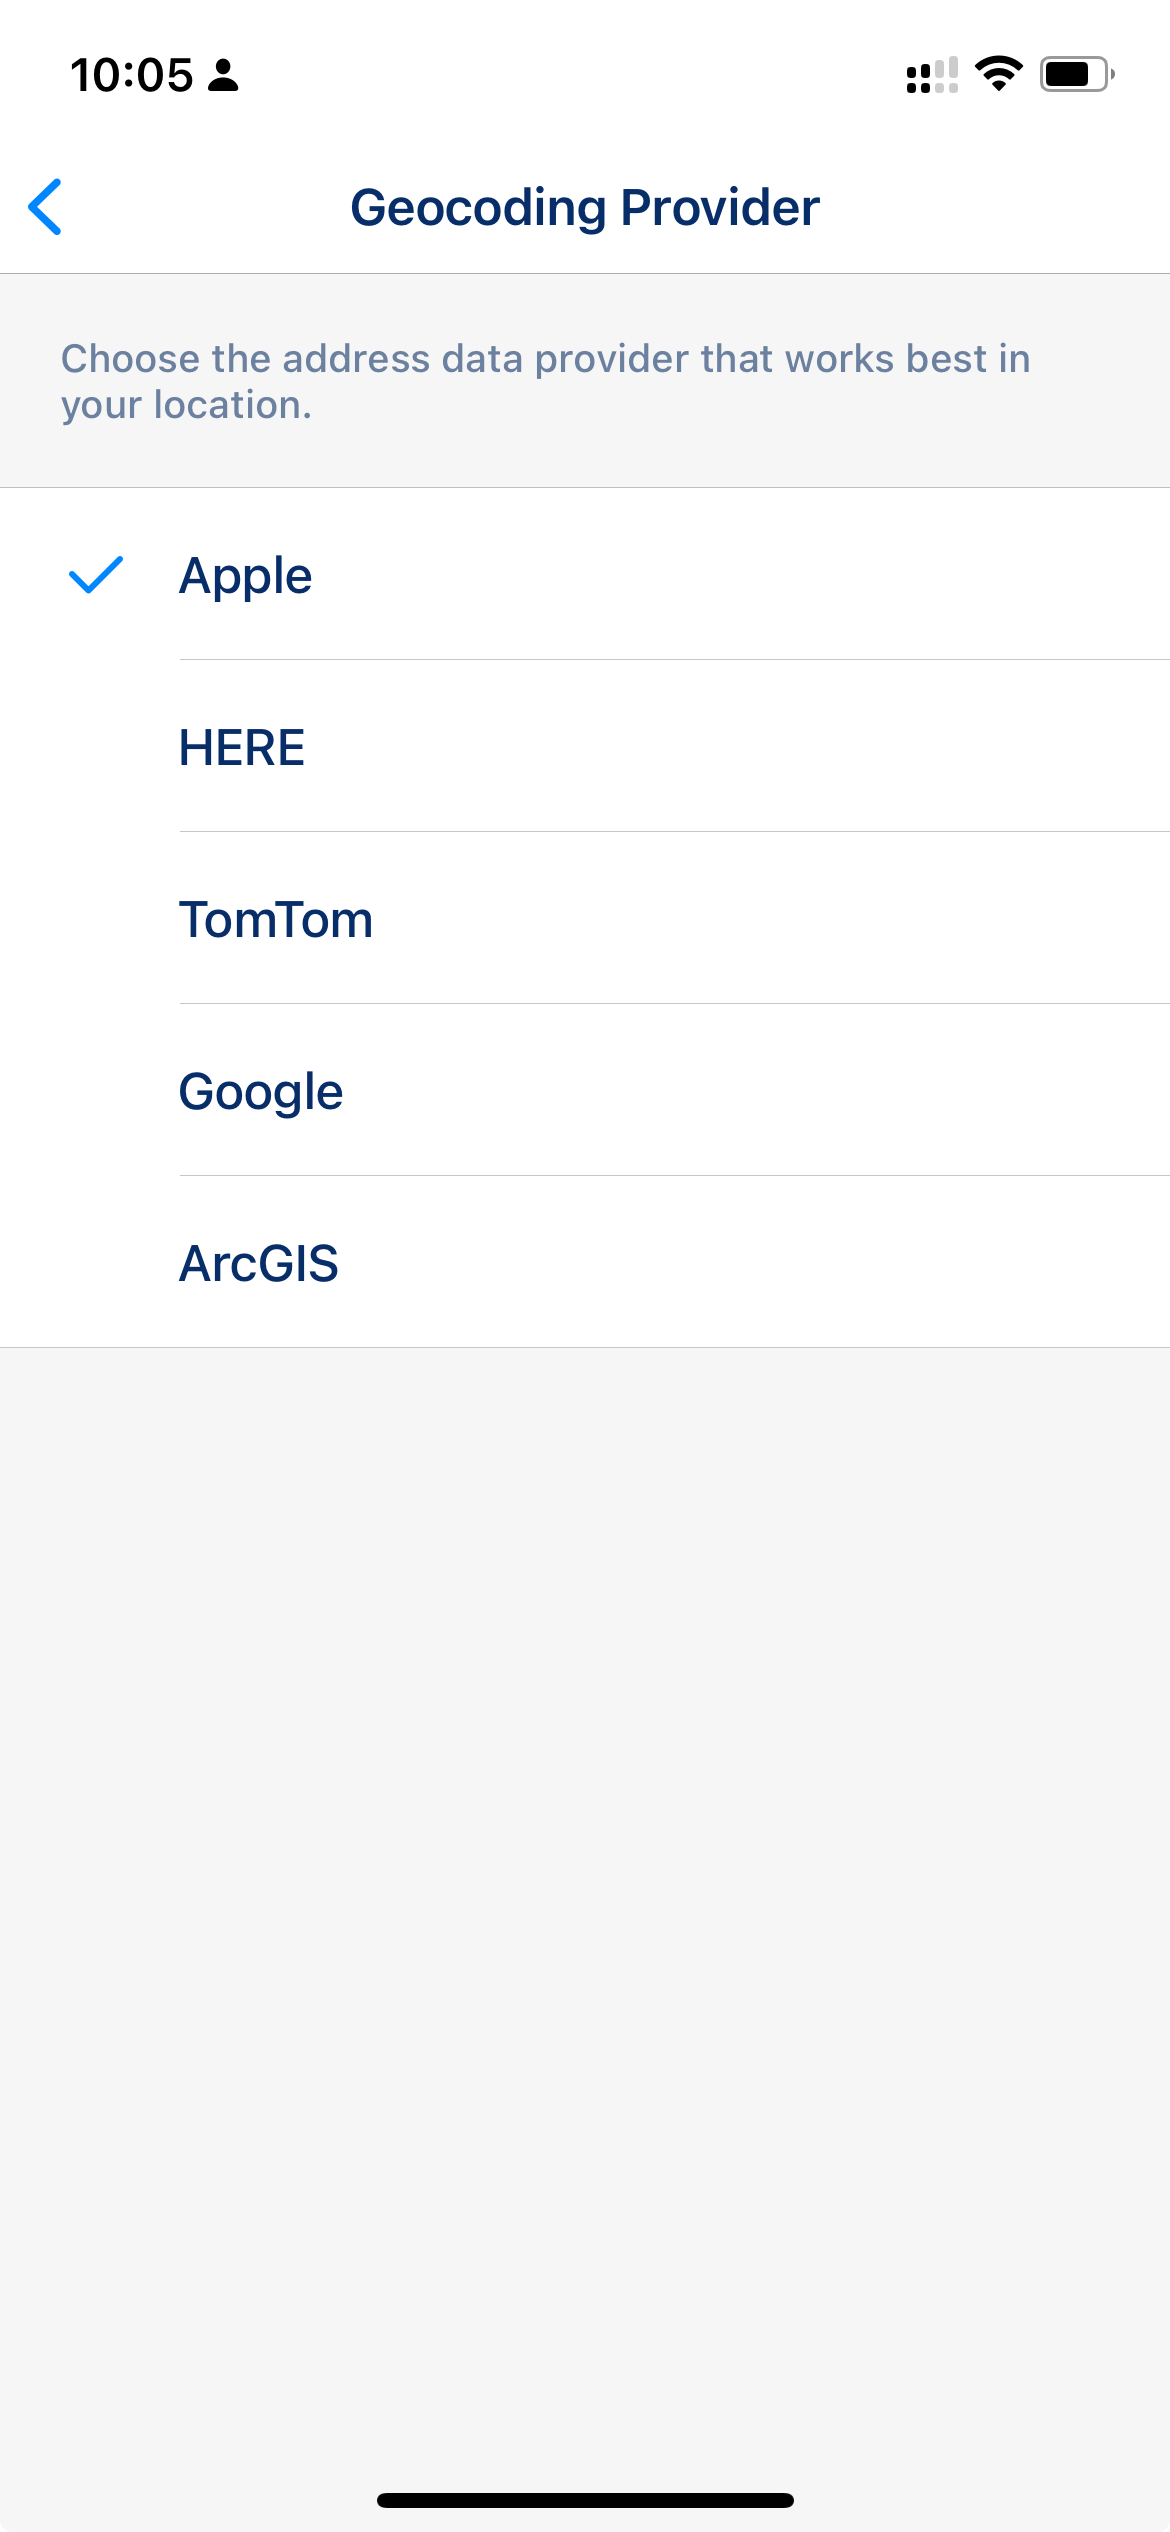 10:05
Geocoding Provider
Choose the address data provider that works best in
your location.
Apple
HERE
TomTom
Google
ArcGIS